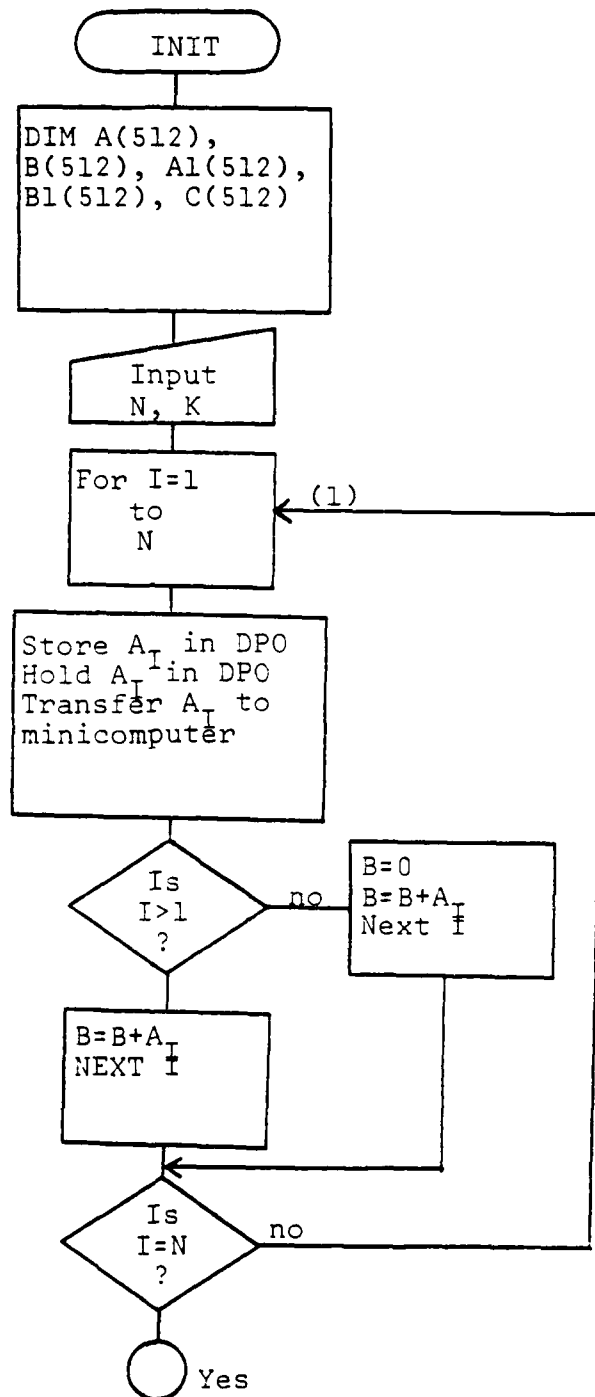 INIT
DIM A(512),
B(512), A1(512),
B1(512), C(512)
Input
N, K
For I=1
to
N
(1)
Store A_I in DPO
Hold A_I in DPO
Transfer A_I to
minicomputer
Is
I>1
?
no
B=0
B=B+A_I
Next I
B=B+A_I
NEXT I
Is
I=N
?
no
Yes